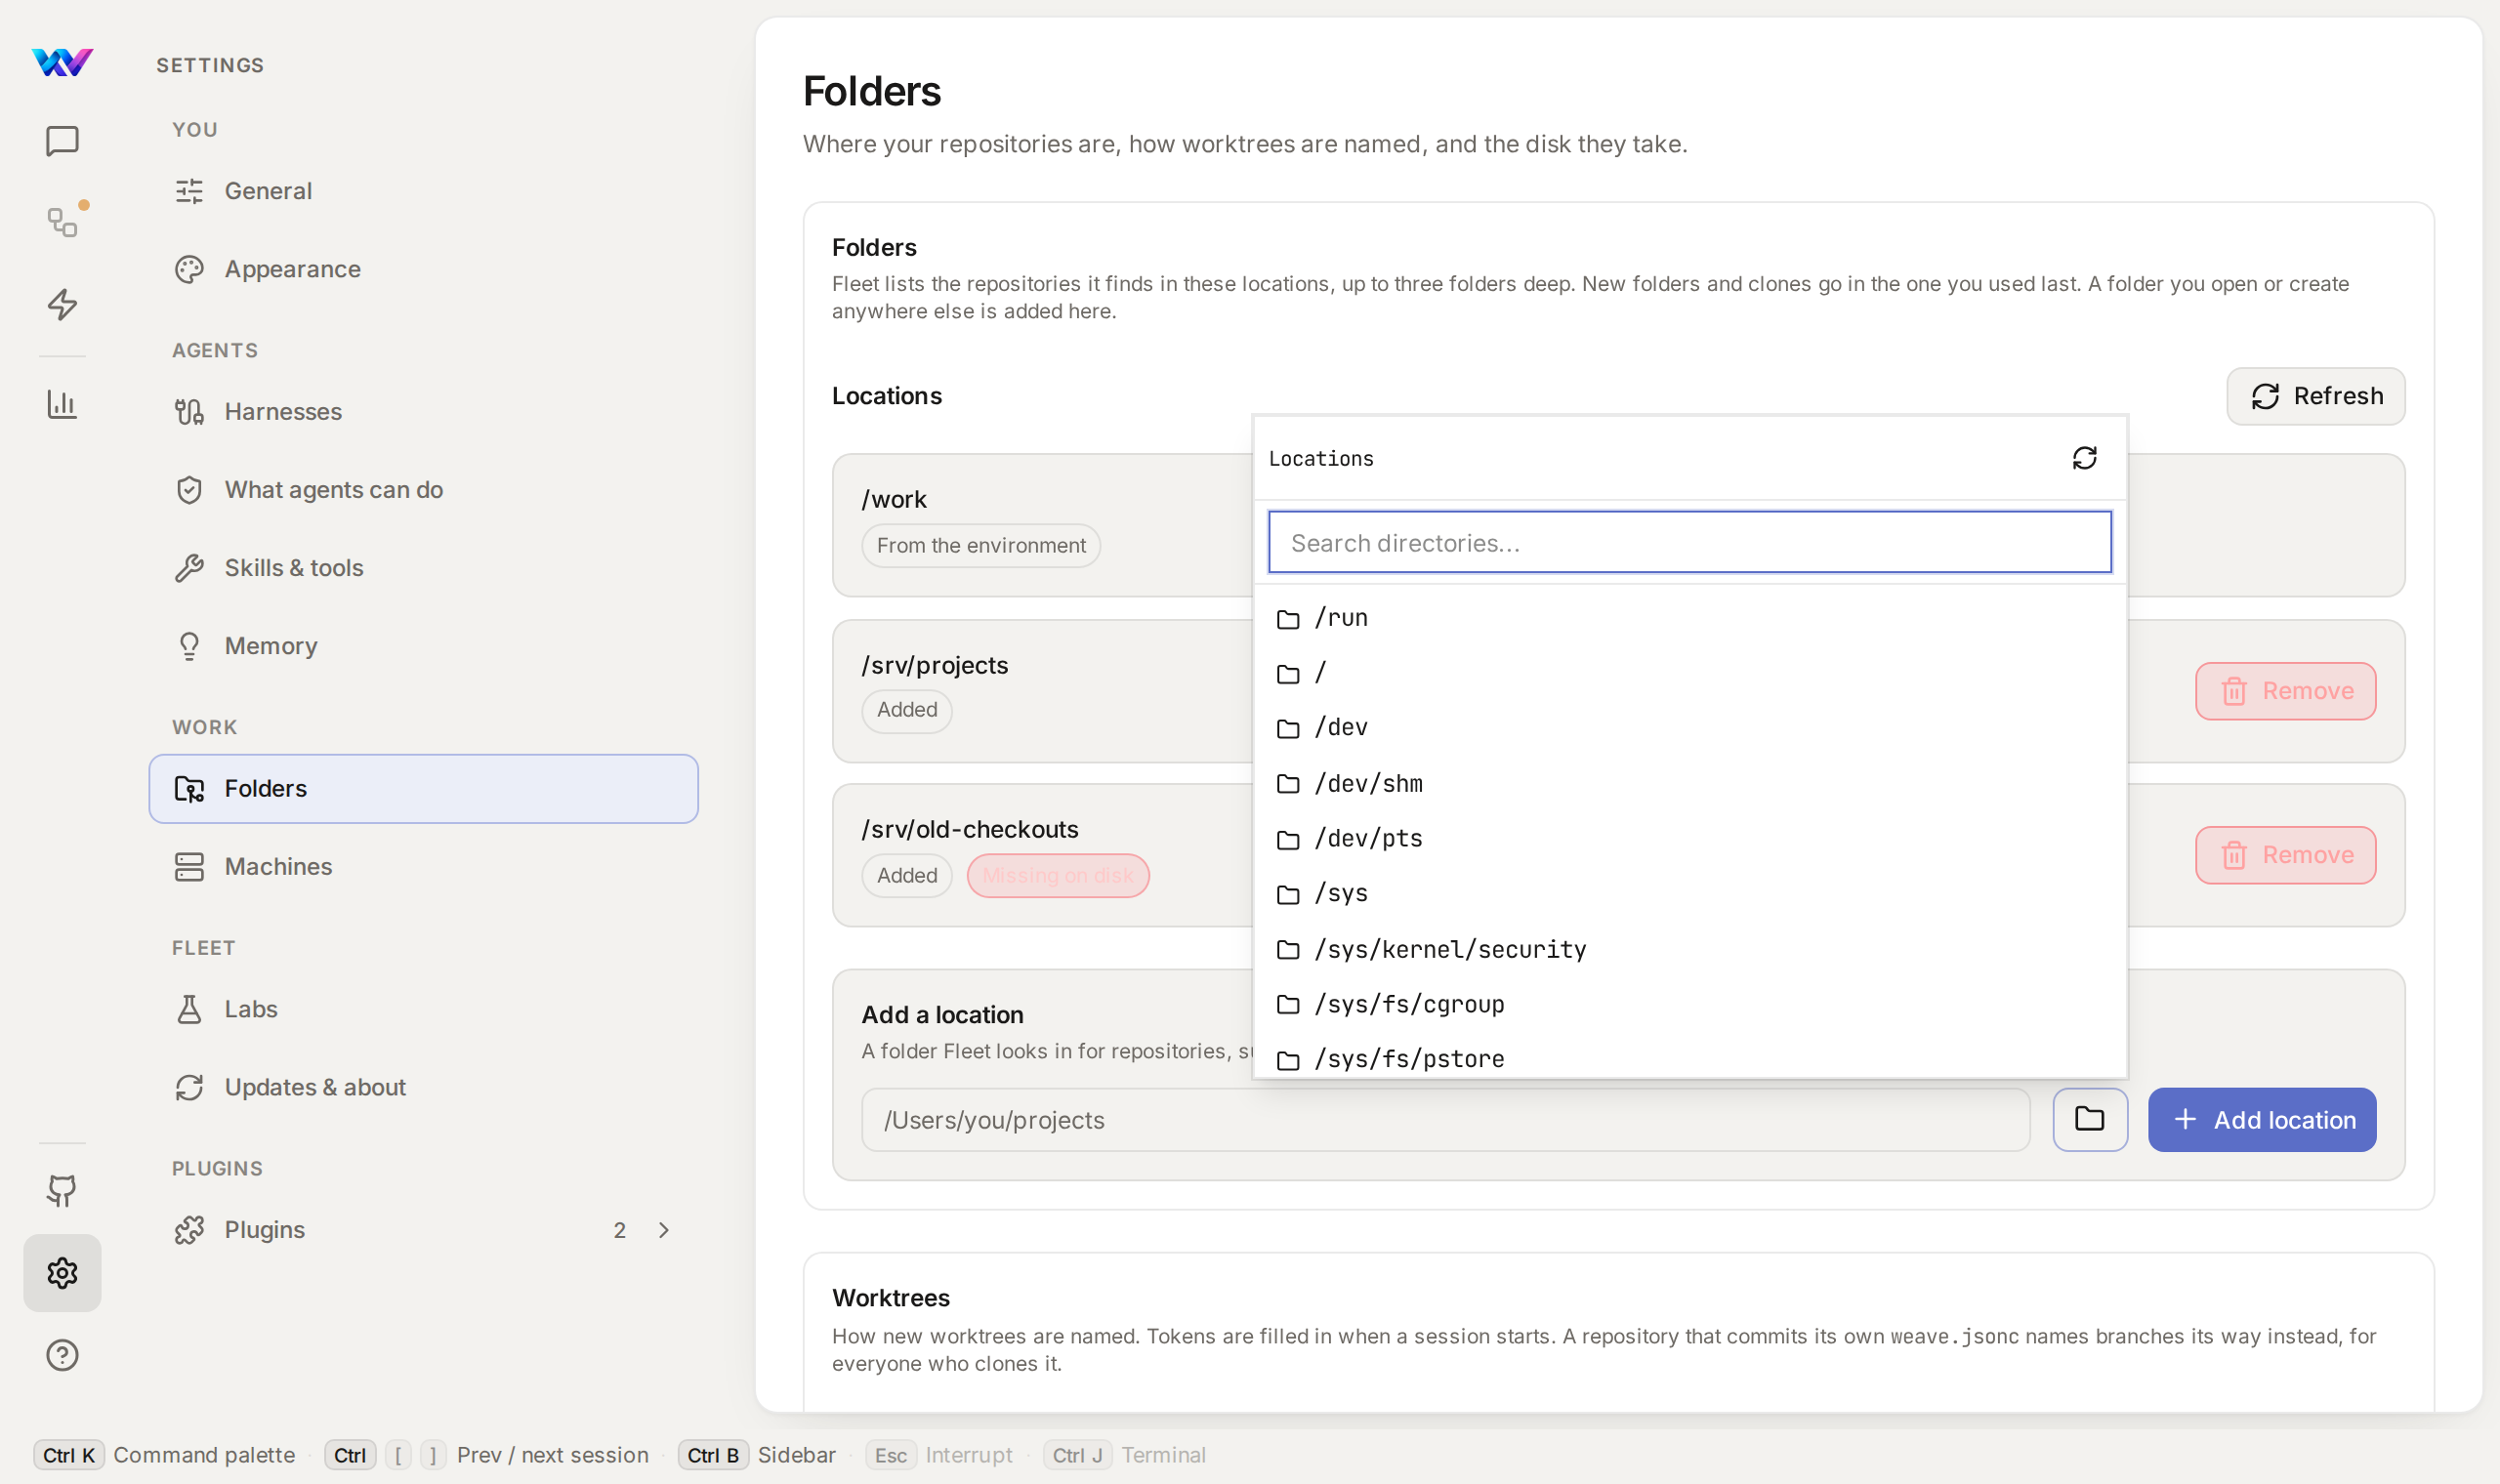 SETTINGS
YOU
General
Appearance
AGENTS
Harnesses
What agents can do
Skills & tools
Memory
WORK
Folders
Machines
FLEET
Labs
Updates & about
PLUGINS
Plugins 2
Folders
Where your repositories are, how worktrees are named, and the disk they take.
Folders
Fleet lists the repositories it finds in these locations, up to three folders deep. New folders and clones go in the one you used last. A folder you open or create
anywhere else is added here.
Locations
Refresh
/work
From the environment
/srv/projects
Added
Remove
/srv/old-checkouts
Added Missing on disk
Remove
Locations
Search directories...
/run
/
/dev
/dev/shm
/dev/pts
/sys
/sys/kernel/security
/sys/fs/cgroup
/sys/fs/pstore
Add a location
A folder Fleet looks in for repositories,
/Users/you/projects
Add location
Worktrees
How new worktrees are named. Tokens are filled in when a session starts. A repository that commits its own weave.jsonc names branches its way instead, for
everyone who clones it.
Ctrl K Command palette · Ctrl [ ] Prev / next session · Ctrl B Sidebar · Esc Interrupt · Ctrl J Terminal